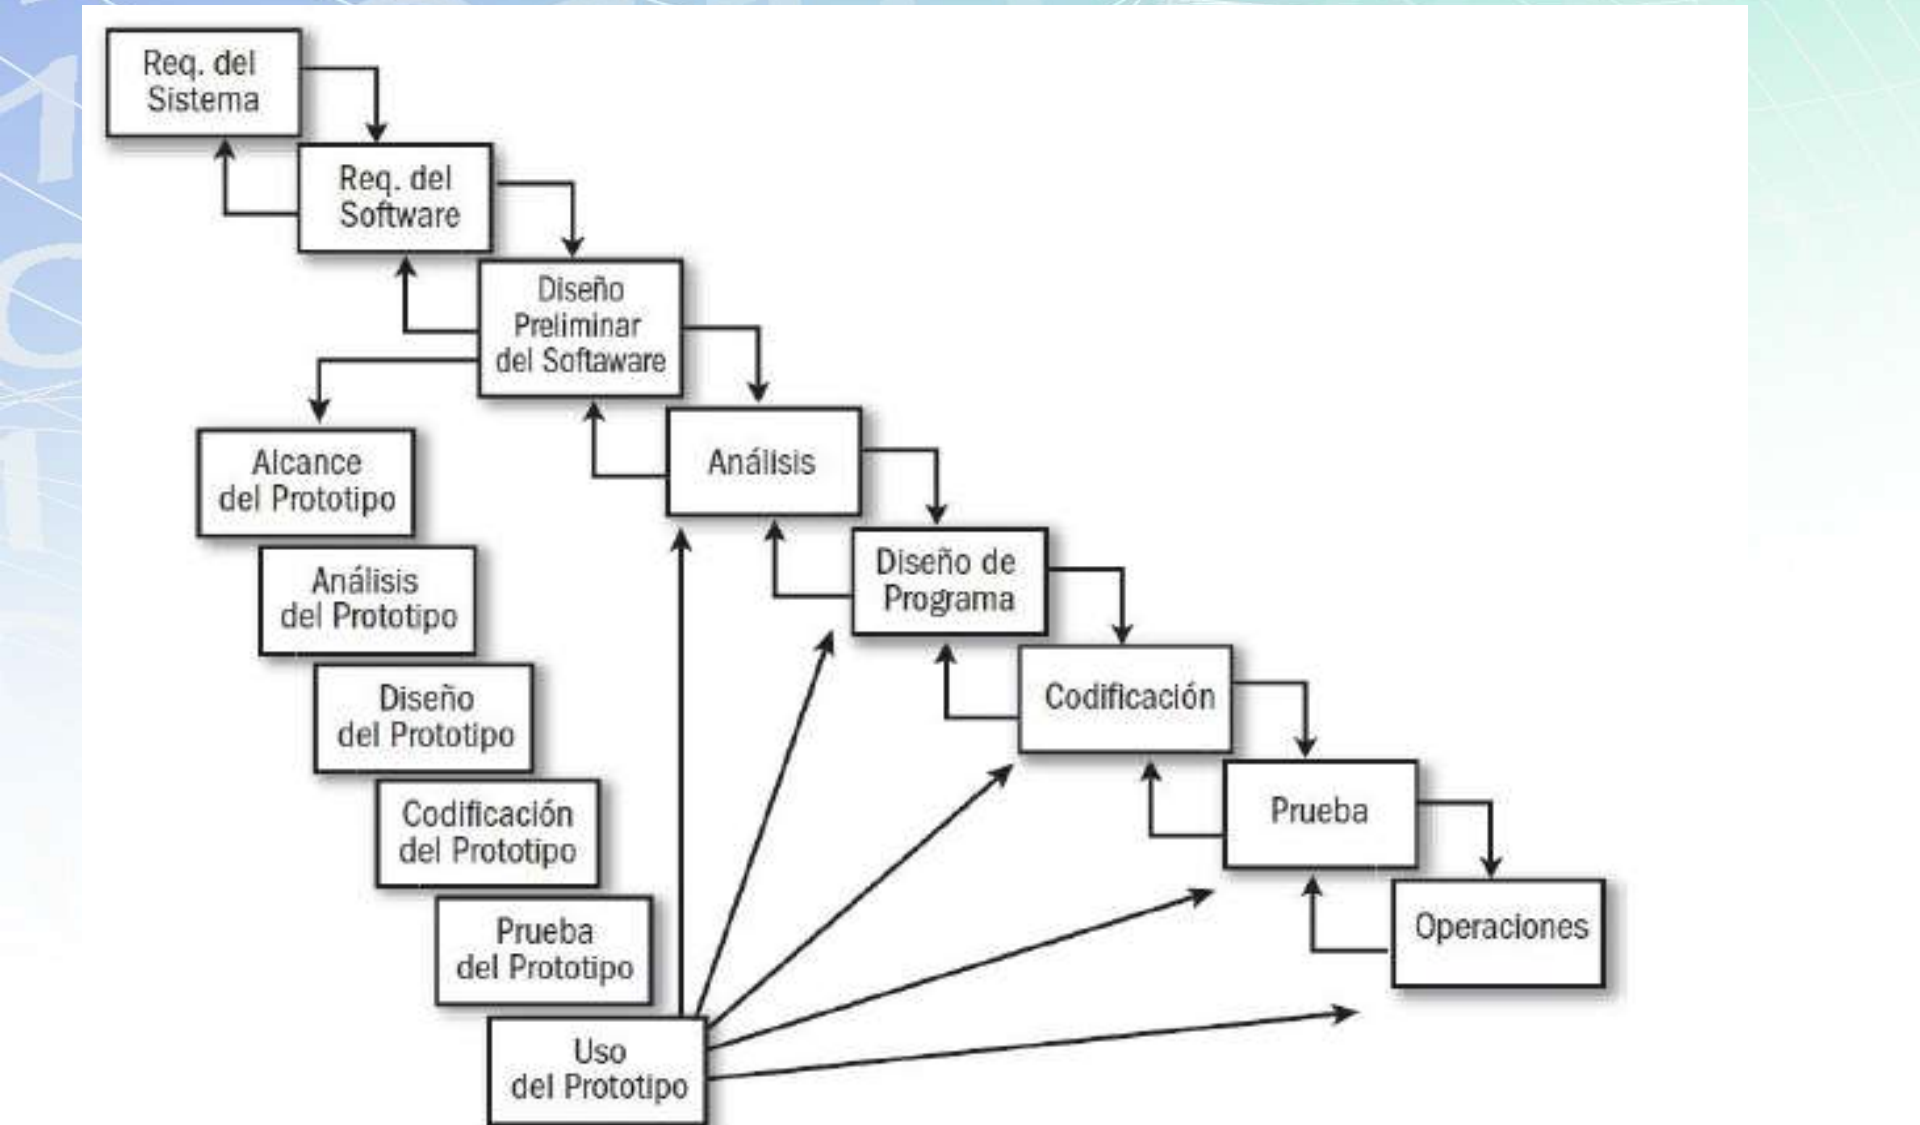 Req. del
Sistema
Req. del
Software
Diseño
Preliminar
del Softaware
Alcance
del Prototipo
Análisis
Análisis
del Prototipo
Diseño de
Programa
Diseño
del Prototipo
Codificación
Codificación
del Prototipo
Prueba
Prueba
del Prototipo
Operaciones
Uso
del Prototipo